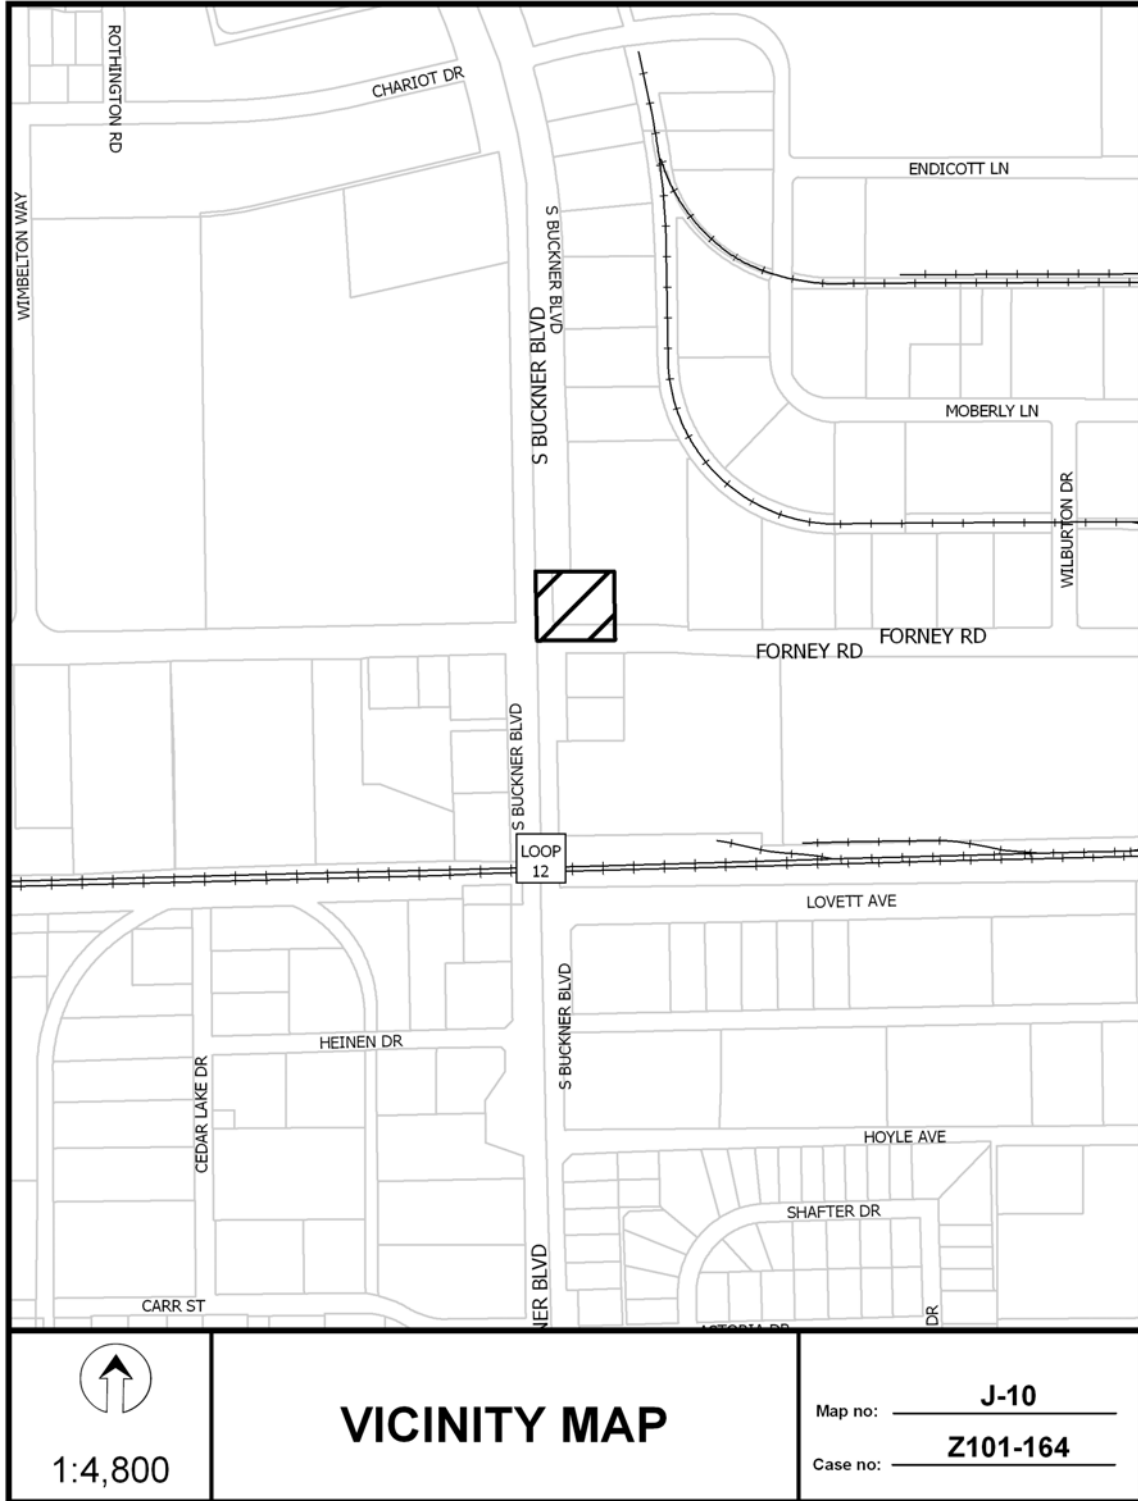 ROTHINGTON RD
CHARIOT DR
ENDICOTT LN
WIMBELTON WAY
S BUCKNER BLVD
S BUCKNER BLVD
MOBERLY LN
WILBURTON DR
FORNEY RD
FORNEY RD
S BUCKNER BLVD
LOOP
12
LOVETT AVE
S BUCKNER BLVD
HEINEN DR
CEDAR LAKE DR
HOYLE AVE
SHAFTER DR
NER BLVD
CARR ST
DR
ASTORIA DR
1:4,800
VICINITY MAP
Map no: J-10
Case no: Z101-164